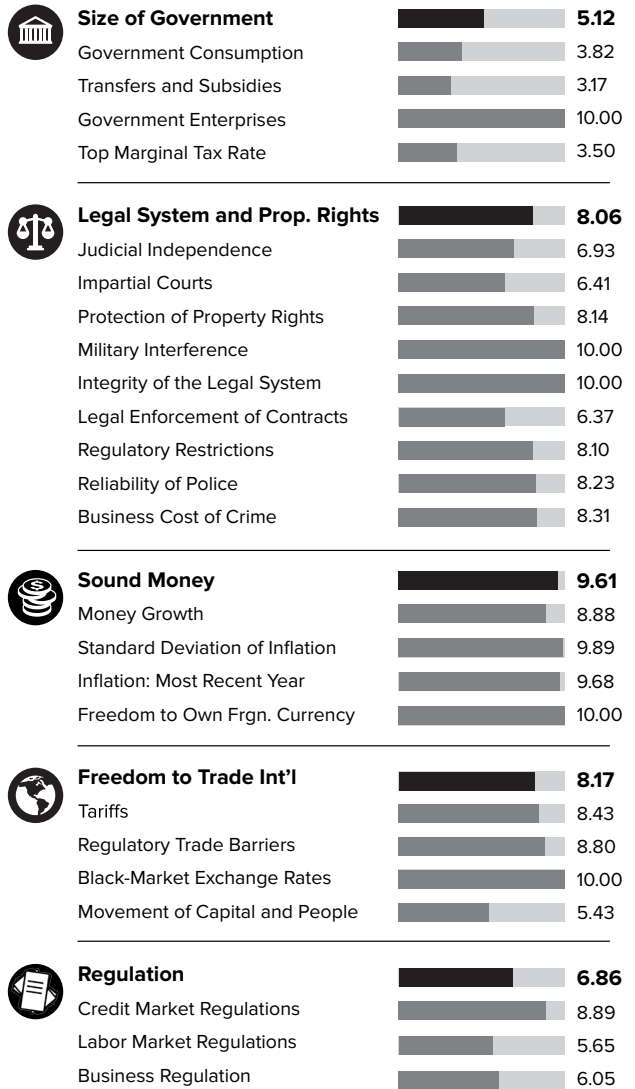 Size of Government 5.12
Government Consumption 3.82
Transfers and Subsidies 3.17
Government Enterprises 10.00
Top Marginal Tax Rate 3.50
Legal System and Prop. Rights 8.06
Judicial Independence 6.93
Impartial Courts 6.41
Protection of Property Rights 8.14
Military Interference 10.00
Integrity of the Legal System 10.00
Legal Enforcement of Contracts 6.37
Regulatory Restrictions 8.10
Reliability of Police 8.23
Business Cost of Crime 8.31
$
Sound Money 9.61
Money Growth 8.88
Standard Deviation of Inflation 9.89
Inflation: Most Recent Year 9.68
Freedom to Own Frgn. Currency 10.00
Freedom to Trade Int’l 8.17
Tariffs 8.43
Regulatory Trade Barriers 8.80
Black-Market Exchange Rates 10.00
Movement of Capital and People 5.43
Regulation 6.86
Credit Market Regulations 8.89
Labor Market Regulations 5.65
Business Regulation 6.05